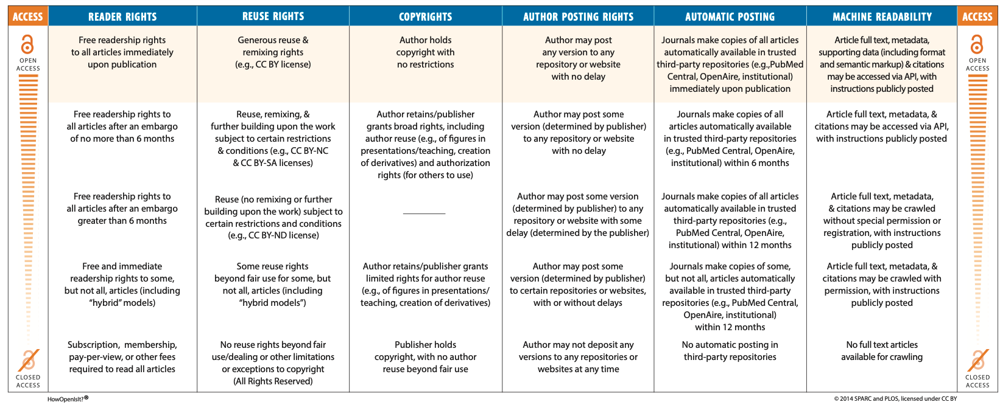 ACCESS
READER RIGHTS
REUSE RIGHTS
COPYRIGHTS
AUTHOR POSTING RIGHTS
AUTOMATIC POSTING
MACHINE READABILITY
ACCESS
OPEN
ACCESS
Free readership rights
to all articles immediately
upon publication
Generous reuse &
remixing rights
(e.g., CC BY license)
Author holds
copyright with
no restrictions
Author may post
any version to any
repository or website
with no delay
Journals make copies of all articles
automatically available in trusted
third-party repositories (e.g.,PubMed
Central, OpenAire, institutional)
immediately upon publication
Article full text, metadata,
supporting data (including format
and semantic markup) & citations
may be accessed via API, with
instructions publicly posted
OPEN
ACCESS
Free readership rights to
all articles after an embargo
of no more than 6 months
Reuse, remixing, &
further building upon the work
subject to certain restrictions
& conditions (e.g., CC BY-NC
& CC BY-SA licenses)
Author retains/publisher
grants broad rights, including
author reuse (e.g., of figures in
presentations/teaching, creation
of derivatives) and authorization
rights (for others to use)
Author may post some
version (determined by publisher)
to any repository or website
with no delay
Journals make copies of all
articles automatically available
in trusted third-party repositories
(e.g., PubMed Central, OpenAire,
institutional) within 6 months
Article full text, metadata, &
citations may be accessed via API,
with instructions publicly posted
Free readership rights to
all articles after an embargo
greater than 6 months
Reuse (no remixing or further
building upon the work) subject to
certain restrictions and conditions
(e.g., CC BY-ND license)
Author may post some version
(determined by publisher) to any
repository or website with some
delay (determined by the publisher)
Journals make copies of all articles
automatically available in trusted
third-party repositories (e.g.,
PubMed Central, OpenAire,
institutional) within 12 months
Article full text, metadata,
& citations may be crawled
without special permission or
registration, with instructions
publicly posted
Free and immediate
readership rights to some,
but not all, articles (including
“hybrid” models)
Some reuse rights
beyond fair use for some, but
not all, articles (including
“hybrid models”)
Author retains/publisher grants
limited rights for author reuse
(e.g., of figures in presentations/
teaching, creation of derivatives)
Author may post some
version (determined by publisher)
to certain repositories or websites,
with or without delays
Journals make copies of some,
but not all, articles automatically
available in trusted third-party
repositories (e.g., PubMed Central,
OpenAire, institutional)
within 12 months
Article full text, metadata, &
citations may be crawled with
permission, with instructions
publicly posted
CLOSED
ACCESS
Subscription, membership,
pay-per-view, or other fees
required to read all articles
No reuse rights beyond fair
use/dealing or other limitations
or exceptions to copyright
(All Rights Reserved)
Publisher holds
copyright, with no author
reuse beyond fair use
Author may not deposit any
versions to any repositories or
websites at any time
No automatic posting in
third-party repositories
No full text articles
available for crawling
CLOSED
ACCESS
HowOpenIsIt?®
© 2014 SPARC and PLOS, licensed under CC BY